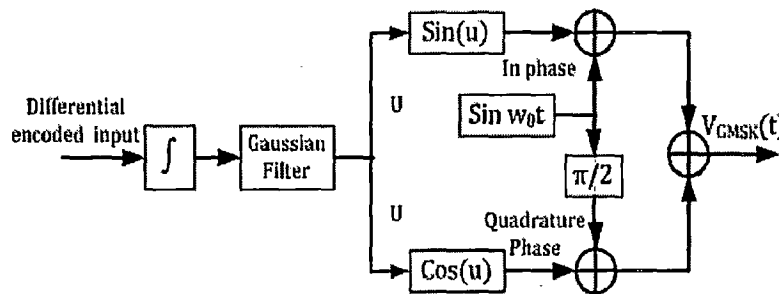 Differential
encoded input
∫
Gaussian
Filter
U
U
Sin(u)
In phase
Sin w₀t
π/2
Quadrature
Phase
Cos(u)
V_GMSK(t)